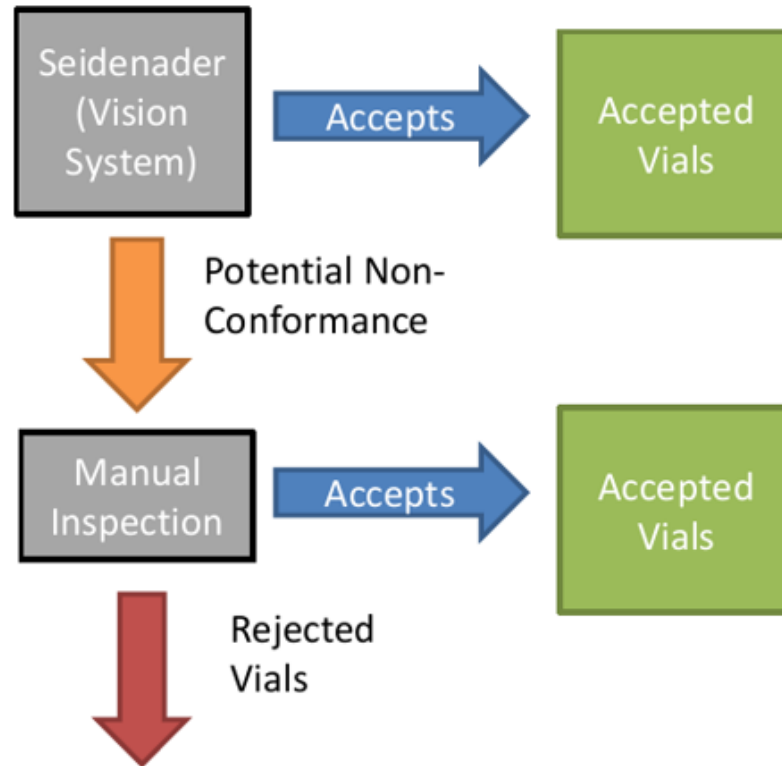 Seidenader
(Vision
System)
Accepts
Accepted
Vials
Potential Non-
Conformance
Manual
Inspection
Accepts
Accepted
Vials
Rejected
Vials